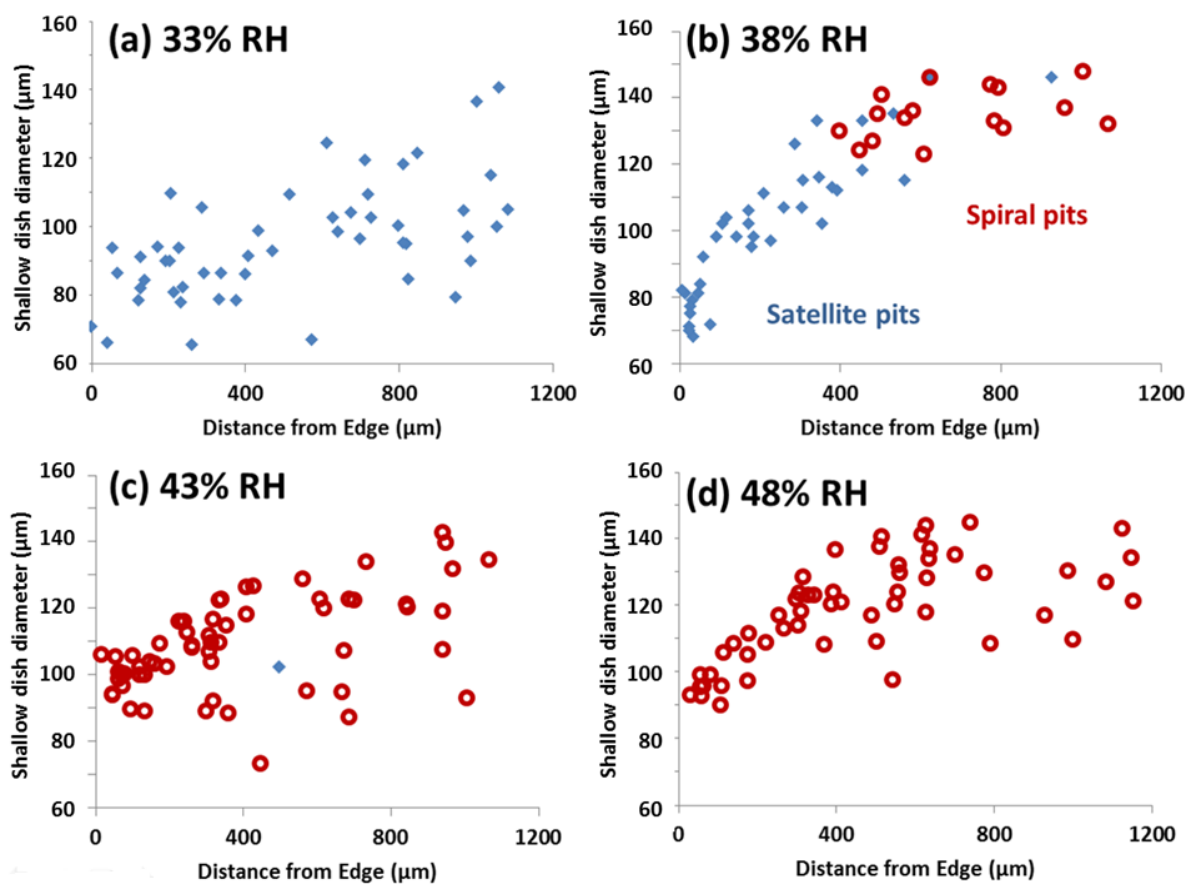 (a) 33% RH
160
140
120
100
80
60
Shallow dish diameter (µm)
0
400
800
1200
Distance from Edge (µm)
(b) 38% RH
160
140
120
100
80
60
Shallow dish diameter (µm)
Spiral pits
Satellite pits
0
400
800
1200
Distance from Edge (µm)
(c) 43% RH
160
140
120
100
80
60
Shallow dish diameter (µm)
0
400
800
1200
Distance from Edge (µm)
(d) 48% RH
160
140
120
100
80
60
Shallow dish diameter (µm)
0
400
800
1200
Distance from Edge (µm)